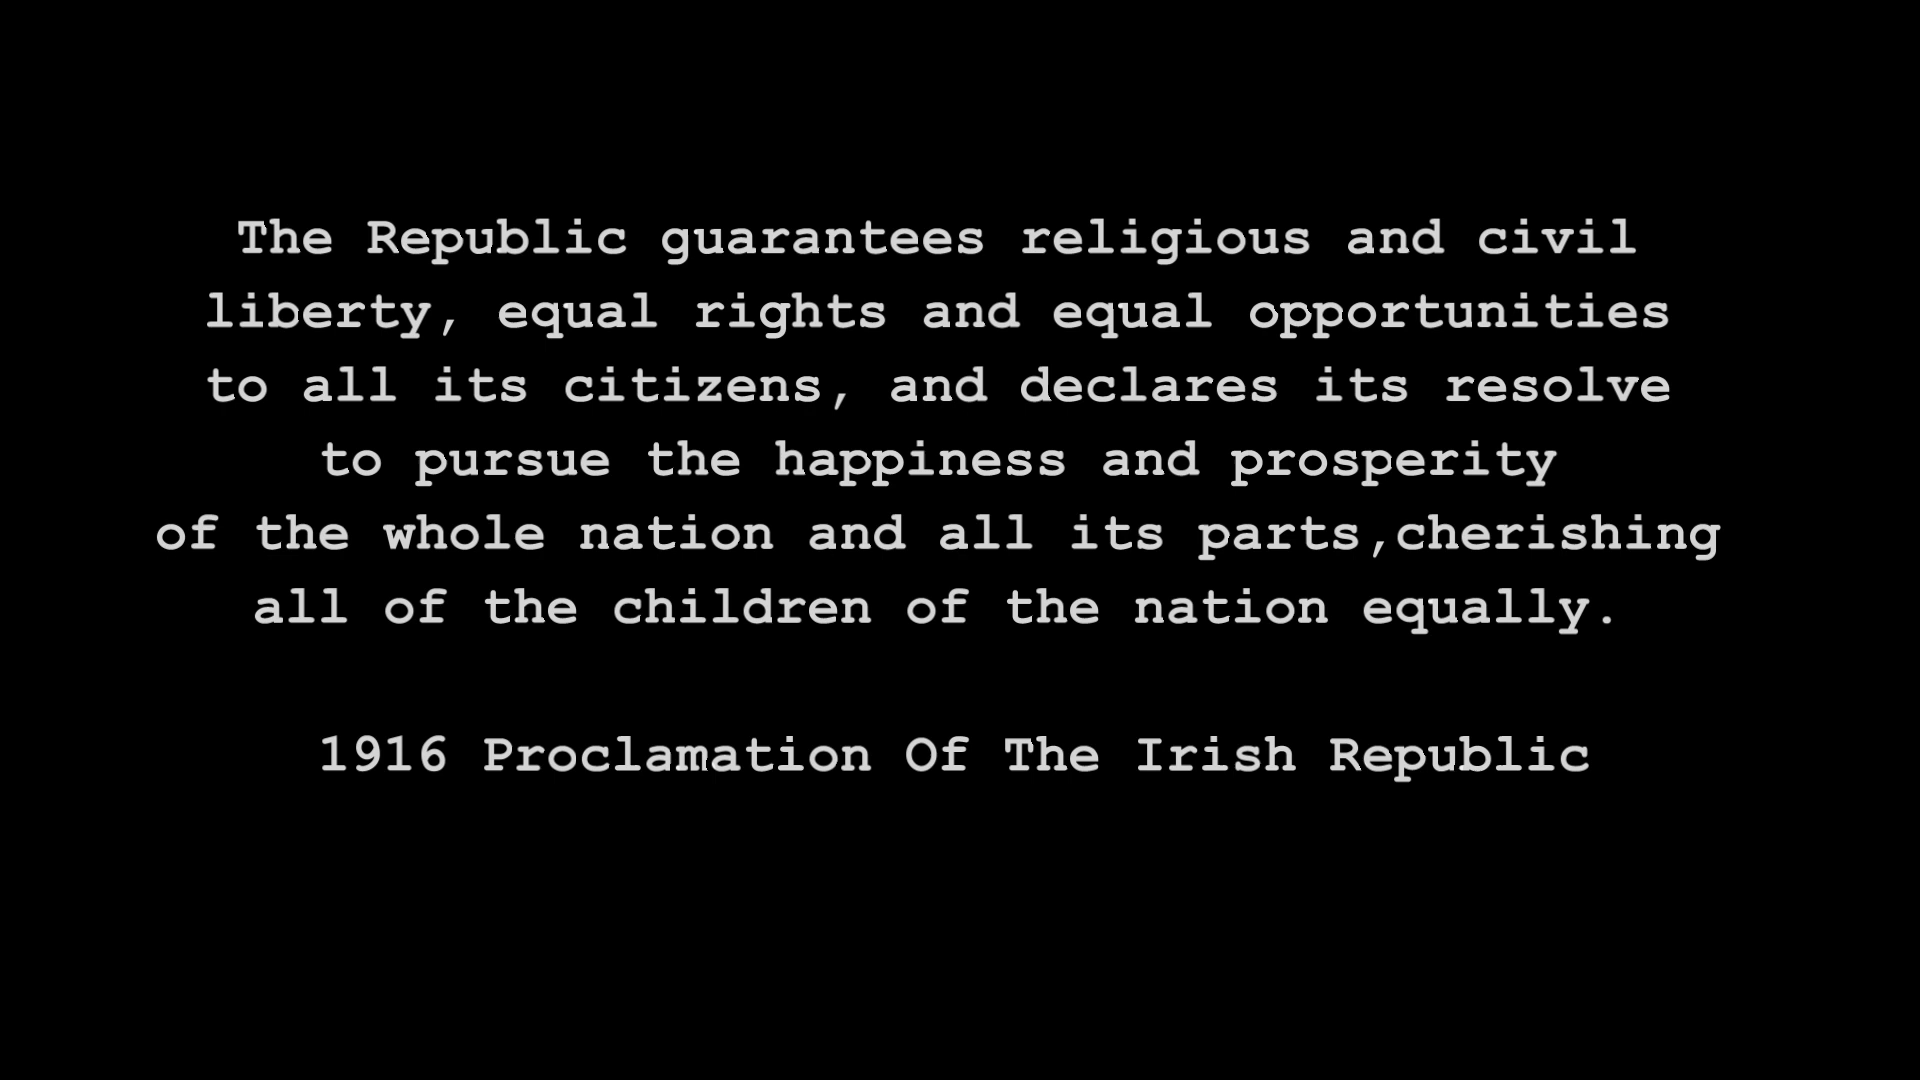 The Republic guarantees religious and civil
liberty, equal rights and equal opportunities
to all its citizens, and declares its resolve
to pursue the happiness and prosperity
of the whole nation and all its parts,cherishing
all of the children of the nation equally.
1916 Proclamation Of The Irish Republic